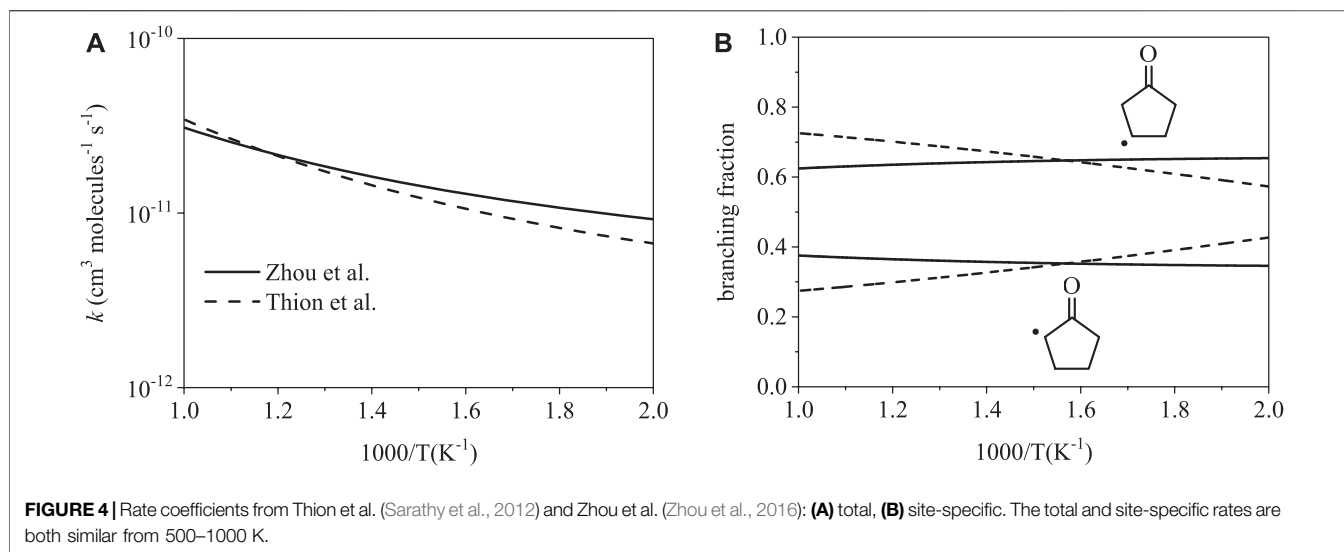 A
10⁻¹⁰
10⁻¹¹
10⁻¹²
k (cm³ molecules⁻¹ s⁻¹)
Zhou et al.
Thion et al.
1.0 1.2 1.4 1.6 1.8 2.0
1000/T(K⁻¹)
B
1.0
0.8
0.6
0.4
0.2
0.0
branching fraction
O
O
1.0 1.2 1.4 1.6 1.8 2.0
1000/T(K⁻¹)
FIGURE 4 | Rate coefficients from Thion et al. (Sarathy et al., 2012) and Zhou et al. (Zhou et al., 2016): (A) total, (B) site-specific. The total and site-specific rates are
both similar from 500–1000 K.